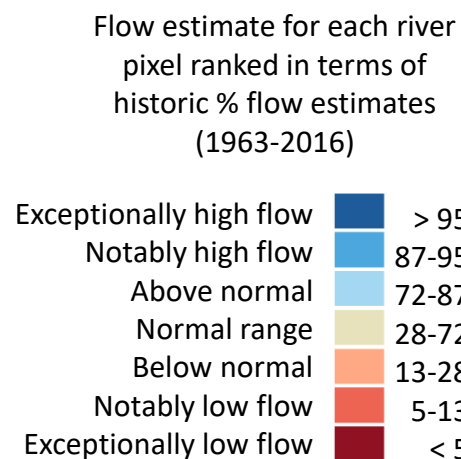 Flow estimate for each river
pixel ranked in terms of
historic % flow estimates
(1963-2016)
Exceptionally high flow > 95
Notably high flow 87-95
Above normal 72-87
Normal range 28-72
Below normal 13-28
Notably low flow 5-13
Exceptionally low flow < 5